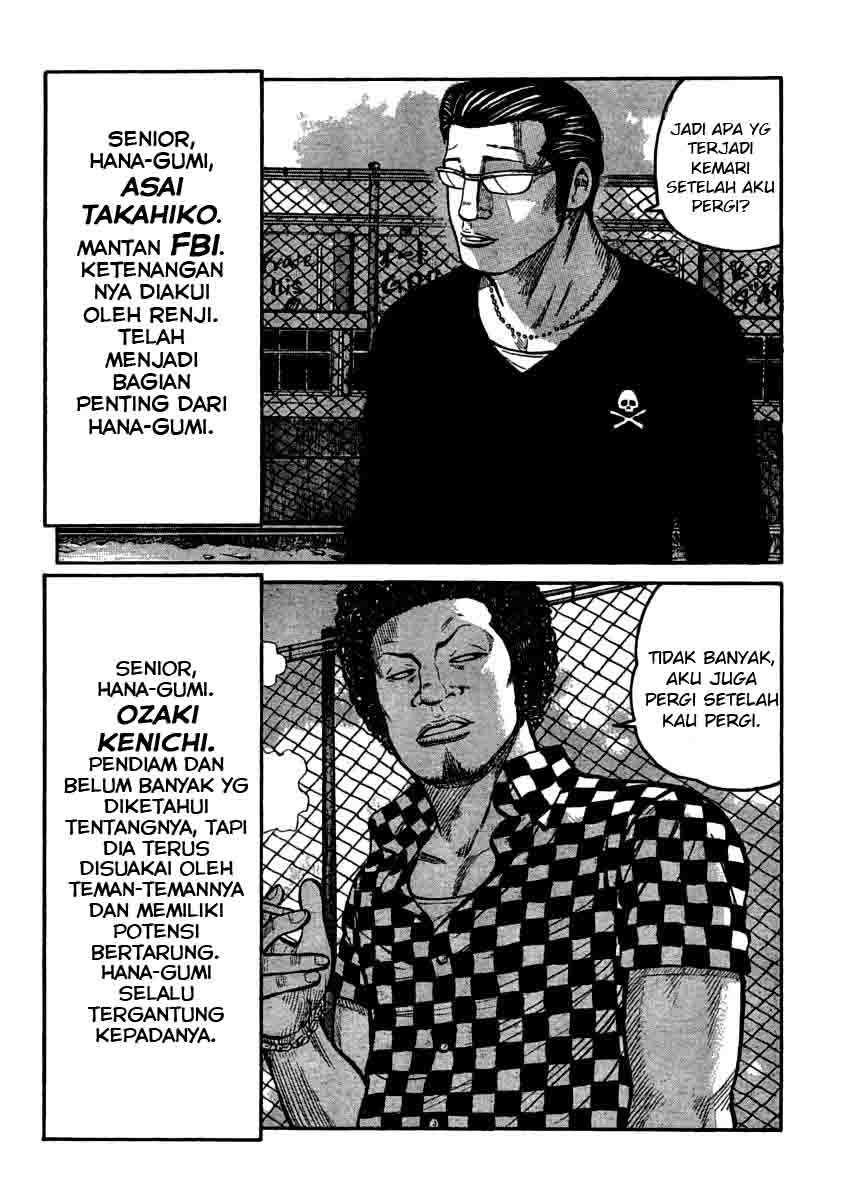 SENIOR,
HANA-GUMI,
ASAI
TAKAHIKO.
MANTAN FBI.
KETENANGAN
NYA DIAKUI
OLEH RENJI.
TELAH
MENJADI
BAGIAN
PENTING DARI
HANA-GUMI.
JADI APA YG
TERJADI
KEMARI
SETELAH AKU
PERGI?
SENIOR,
HANA-GUMI.
OZAKI
KENICHI.
PENDIAM DAN
BELUM BANYAK YG
DIKETAHUI
TENTANGNYA, TAPI
DIA TERUS
DISUAKAI OLEH
TEMAN-TEMANNYA
DAN MEMILIKI
POTENSI
BERTARUNG.
HANA-GUMI
SELALU
TERGANTUNG
KEPADANYA.
TIDAK BANYAK,
AKU JUGA
PERGI SETELAH
KAU PERGI.